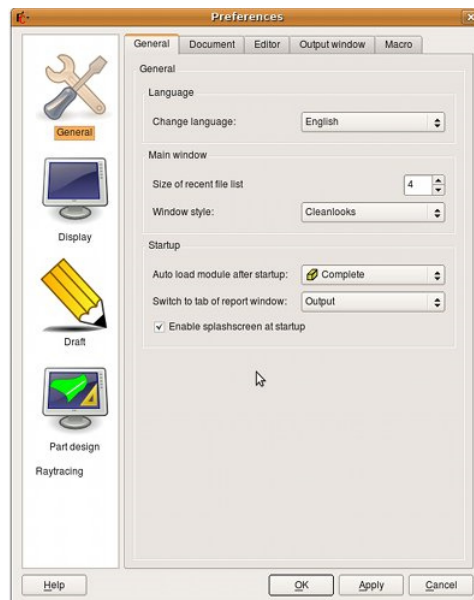 Preferences
General Document Editor Output window Macro
General
Language
Change language: English
Main window
Size of recent file list 4
Window style: Cleanlooks
Startup
Auto load module after startup: Complete
Switch to tab of report window: Output
Enable splashscreen at startup
General
Display
Draft
Part design
Raytracing
Help OK Apply Cancel